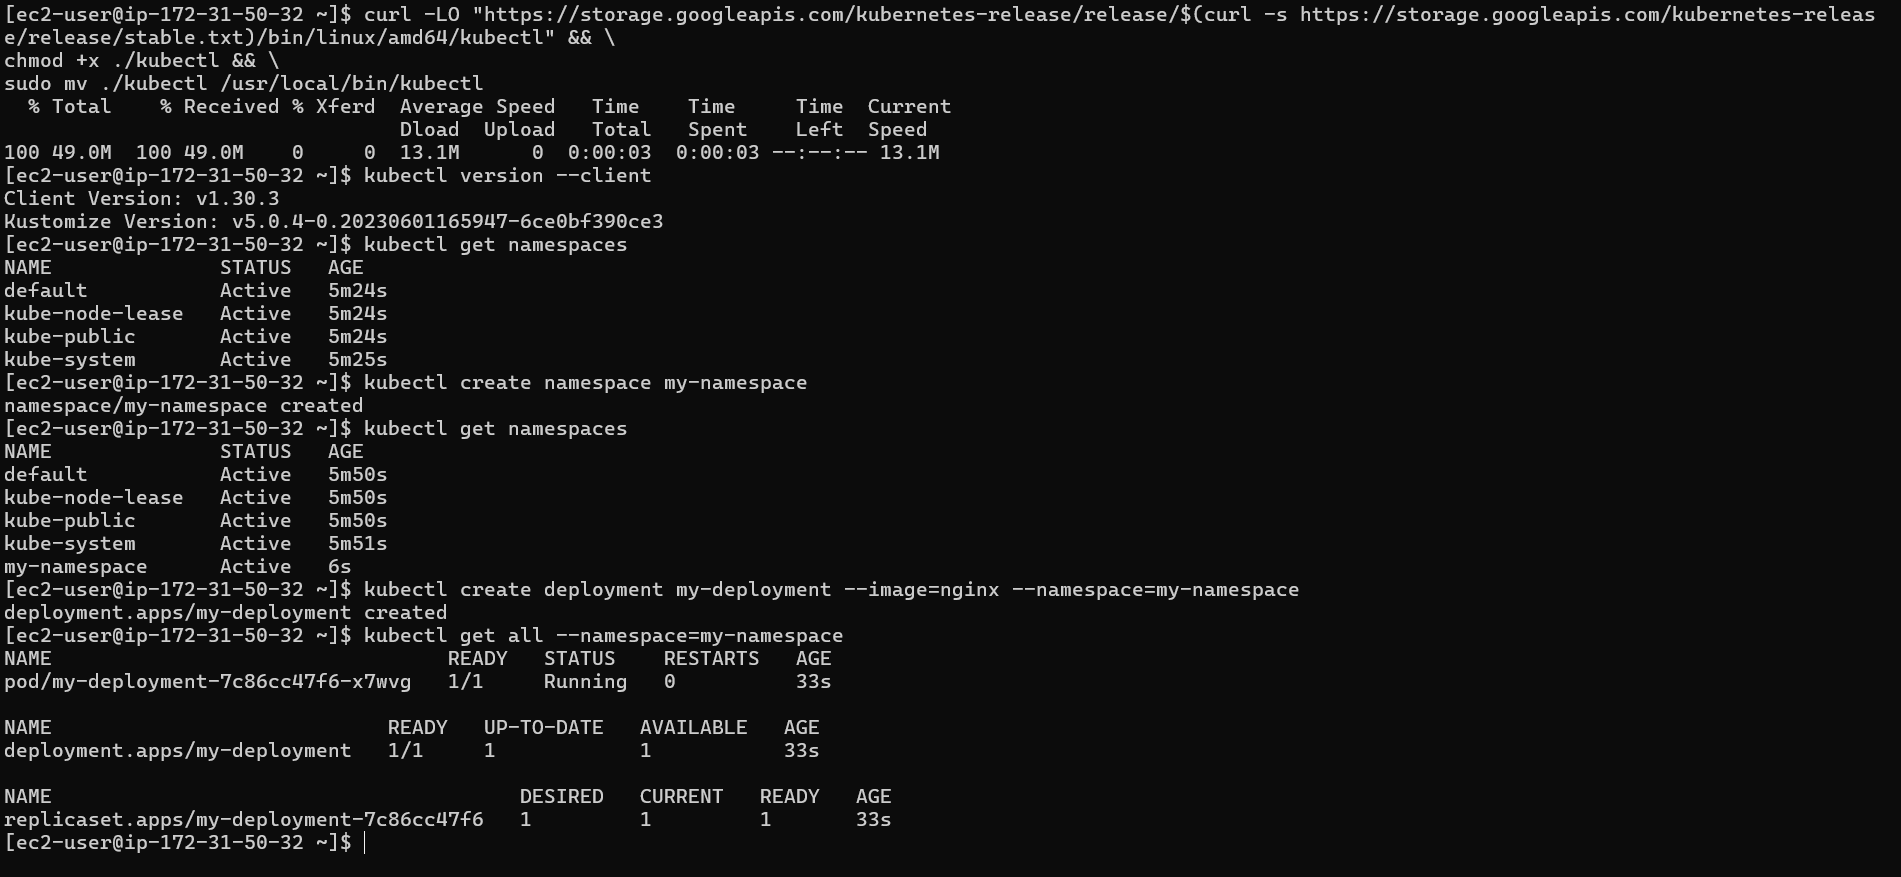 [ec2-user@ip-172-31-50-32 ~]$ curl -LO "https://storage.googleapis.com/kubernetes-release/release/$(curl -s https://storage.googleapis.com/kubernetes-releas
e/release/stable.txt)/bin/linux/amd64/kubectl" && \
chmod +x ./kubectl && \
sudo mv ./kubectl /usr/local/bin/kubectl
  % Total    % Received % Xferd  Average Speed   Time    Time     Time  Current
                                 Dload  Upload   Total   Spent    Left  Speed
100 49.0M  100 49.0M    0     0  13.1M      0  0:00:03  0:00:03 --:--:-- 13.1M
[ec2-user@ip-172-31-50-32 ~]$ kubectl version --client
Client Version: v1.30.3
Kustomize Version: v5.0.4-0.20230601165947-6ce0bf390ce3
[ec2-user@ip-172-31-50-32 ~]$ kubectl get namespaces
NAME              STATUS   AGE
default           Active   5m24s
kube-node-lease   Active   5m24s
kube-public       Active   5m24s
kube-system       Active   5m25s
[ec2-user@ip-172-31-50-32 ~]$ kubectl create namespace my-namespace
namespace/my-namespace created
[ec2-user@ip-172-31-50-32 ~]$ kubectl get namespaces
NAME              STATUS   AGE
default           Active   5m50s
kube-node-lease   Active   5m50s
kube-public       Active   5m50s
kube-system       Active   5m51s
my-namespace      Active   6s
[ec2-user@ip-172-31-50-32 ~]$ kubectl create deployment my-deployment --image=nginx --namespace=my-namespace
deployment.apps/my-deployment created
[ec2-user@ip-172-31-50-32 ~]$ kubectl get all --namespace=my-namespace
NAME                                 READY   STATUS    RESTARTS   AGE
pod/my-deployment-7c86cc47f6-x7wvg   1/1     Running   0          33s

NAME                            READY   UP-TO-DATE   AVAILABLE   AGE
deployment.apps/my-deployment   1/1     1            1           33s

NAME                                       DESIRED   CURRENT   READY   AGE
replicaset.apps/my-deployment-7c86cc47f6   1         1         1       33s
[ec2-user@ip-172-31-50-32 ~]$